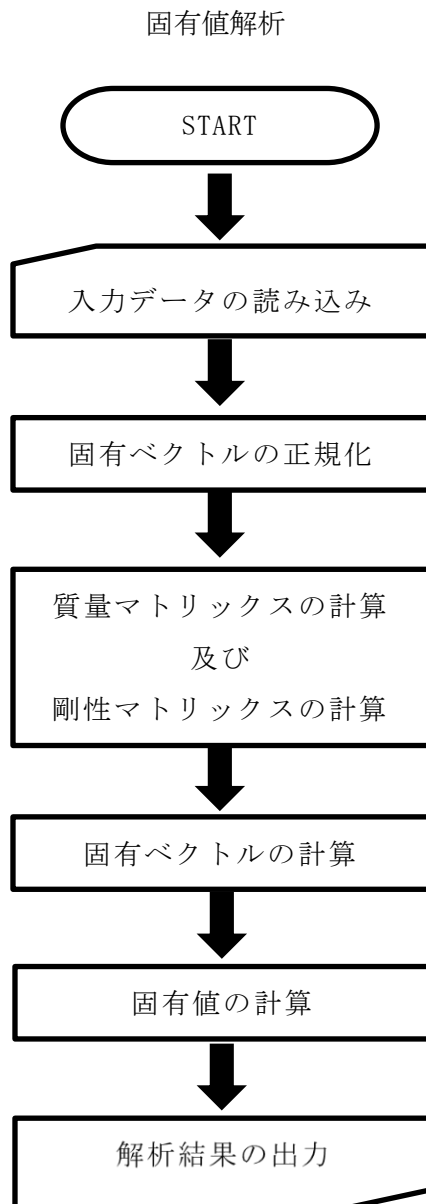 固有値解析
START
入力データの読み込み
固有ベクトルの正規化
質量マトリックスの計算
及び
剛性マトリックスの計算
固有ベクトルの計算
固有値の計算
解析結果の出力